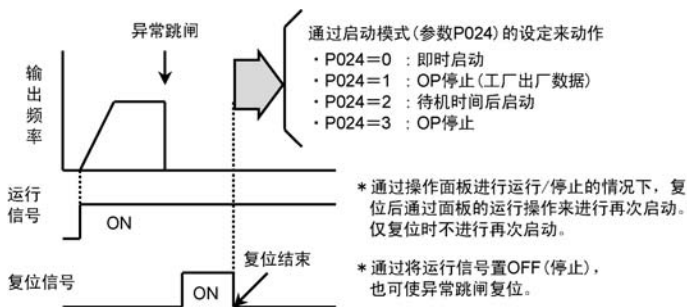 异常跳闸
输出频率
通过启动模式(参数P024)的设定来动作
·P024=0 :即时启动
·P024=1 :OP停止(工厂出厂数据)
·P024=2 :待机时间后启动
·P024=3 :OP停止
运行
信号
ON
*通过操作面板进行运行/停止的情况下，复
位后通过面板的运行操作来进行再次启动。
仅复位时不进行再次启动。
复位结束
复位信号
ON
*通过将运行信号置OFF(停止)，
也可使异常跳闸复位。